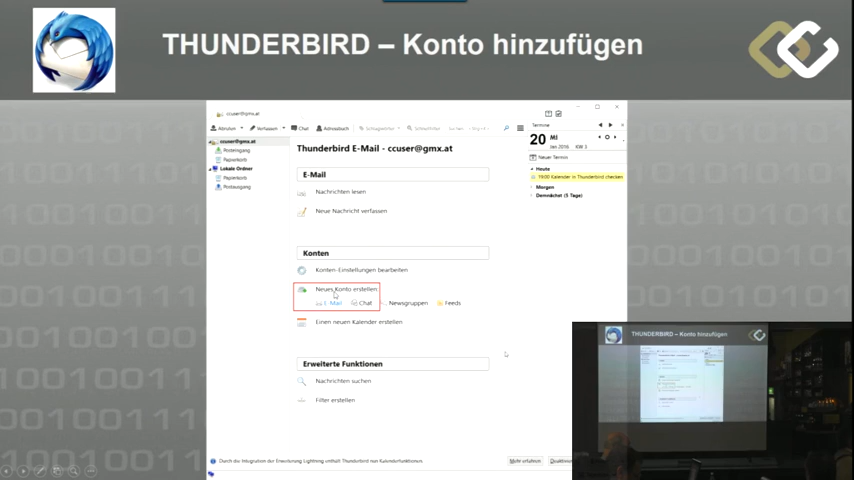 THUNDERBIRD – Konto hinzufügen
ccuser@gmx.at
Abrufen Verfassen Chat Adressbuch Schlagwörter Schnellfilter
ccuser@gmx.at
Posteingang
Papierkorb
Lokale Ordner
Papierkorb
Postausgang
Thunderbird E-Mail - ccuser@gmx.at
E-Mail
Nachrichten lesen
Neue Nachricht verfassen
Konten
Konten-Einstellungen bearbeiten
Neues Konto erstellen
E-Mail Chat Newsgruppen Feeds
Einen neuen Kalender erstellen
Erweiterte Funktionen
Nachrichten suchen
Filter erstellen
Durch die Integration der Erweiterung Lightning enthält Thunderbird nun Kalenderfunktionen.
Mehr erfahren
Termine
20 MI
Jan 2016 KW 3
Neuer Termin
Heute
19:00 Kalender in Thunderbird checken
Morgen
Demnächst (5 Tage)
THUNDERBIRD – Konto hinzufügen